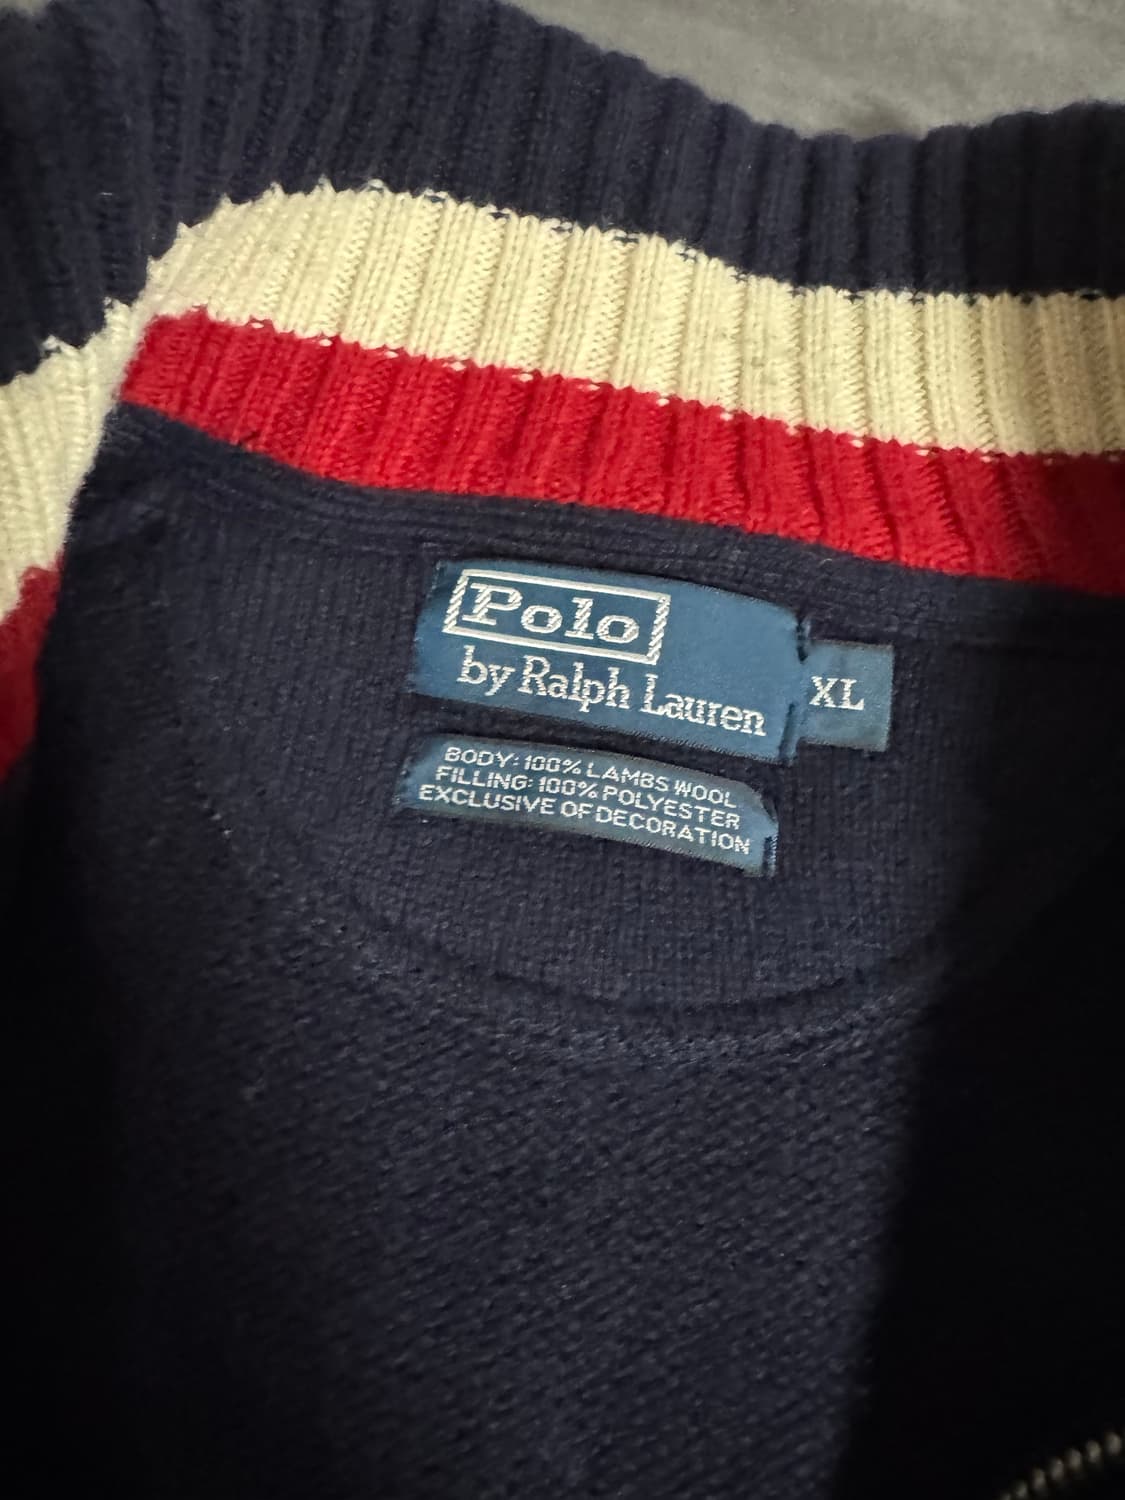 Polo
by Ralph Lauren
XL
BODY: 100% LAMBS WOOL
FILLING: 100% POLYESTER
EXCLUSIVE OF DECORATION